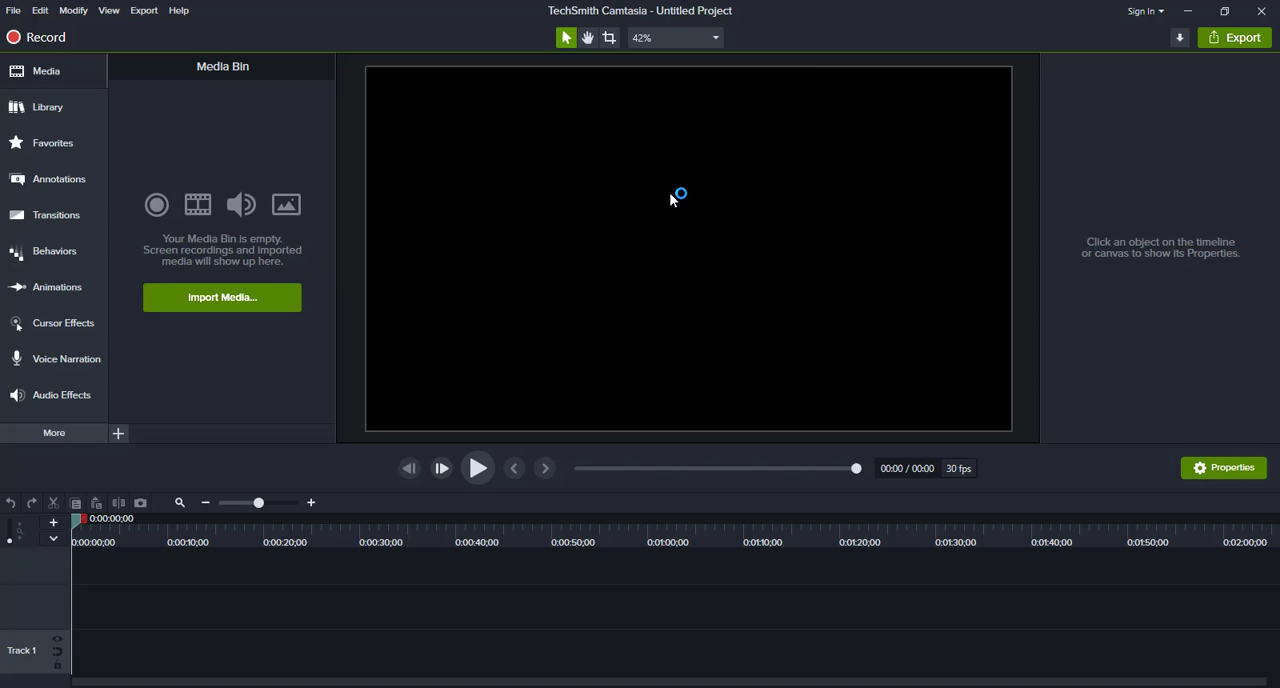 File Edit Modify View Export Help
TechSmith Camtasia - Untitled Project
Sign In
Record
42%
Export
Media
Media Bin
Library
Favorites
Annotations
Transitions
Behaviors
Animations
Cursor Effects
Voice Narration
Audio Effects
More
Your Media Bin is empty.
Screen recordings and imported
media will show up here.
Import Media...
Click an object on the timeline
or canvas to show its Properties.
00:00 / 00:00 30 fps
Properties
0:00:00;00
0:00:00;00 0:00:10;00 0:00:20;00 0:00:30;00 0:00:40;00 0:00:50;00 0:01:00;00 0:01:10;00 0:01:20;00 0:01:30;00 0:01:40;00 0:01:50;00 0:02:00;00
Track 1